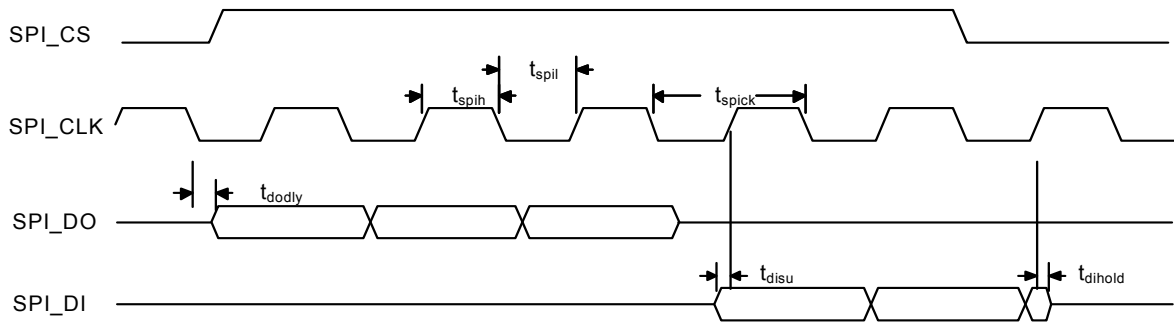 SPI_CS
t_spil
t_spih
t_spick
SPI_CLK
t_dodly
SPI_DO
t_disu
t_dihold
SPI_DI